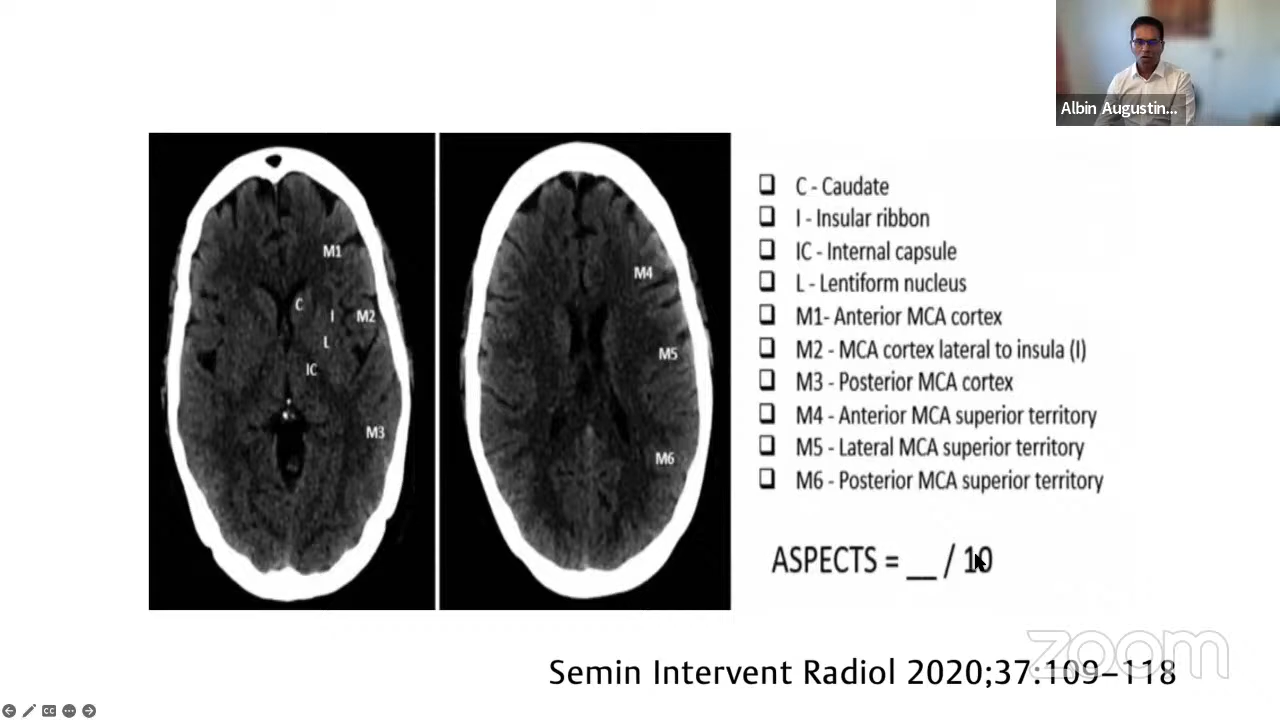 Albin Augustin...
M1
C
I
M2
L
IC
M3
M4
M5
M6
C - Caudate
I - Insular ribbon
IC - Internal capsule
L - Lentiform nucleus
M1- Anterior MCA cortex
M2 - MCA cortex lateral to insula (I)
M3 - Posterior MCA cortex
M4 - Anterior MCA superior territory
M5 - Lateral MCA superior territory
M6 - Posterior MCA superior territory
ASPECTS = __ / 10
zoom
Semin Intervent Radiol 2020;37:109–118
CC